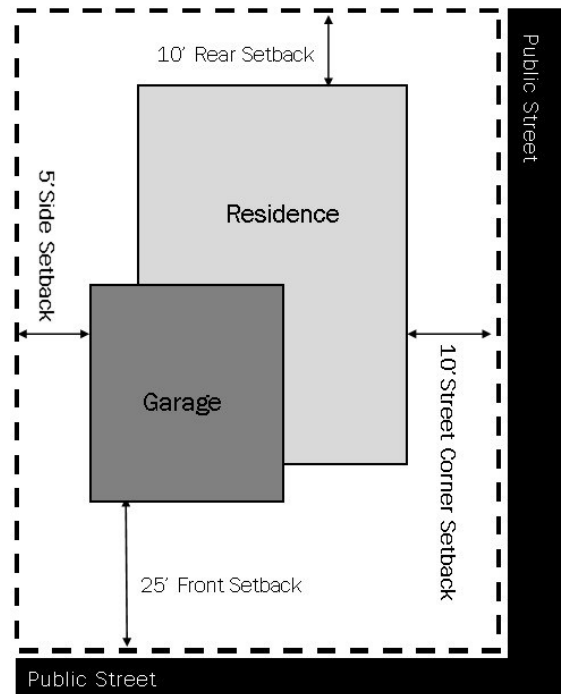 10’ Rear Setback
Public Street
Residence
5’ Side Setback
Garage
10’ Street Corner Setback
25’ Front Setback
Public Street